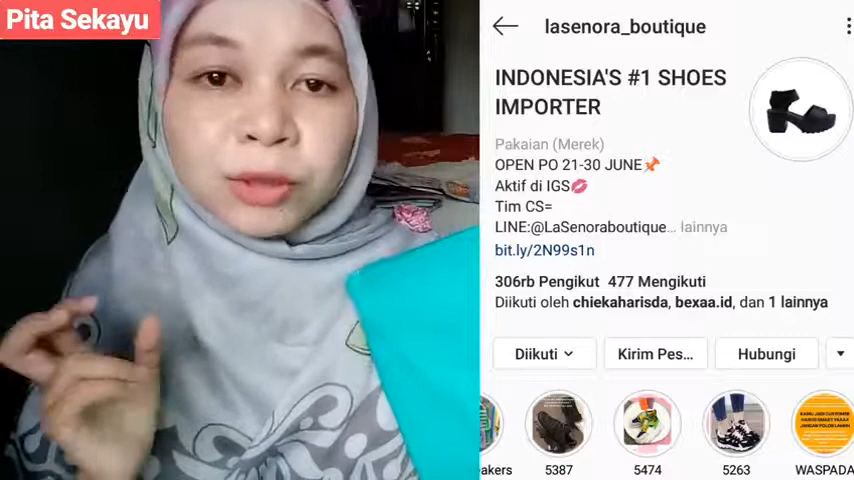 Pita Sekayu
lasenora_boutique
INDONESIA'S #1 SHOES
IMPORTER
Pakaian (Merek)
OPEN PO 21-30 JUNE📌
Aktif di IGS💋
Tim CS=
LINE:@LaSenoraboutique... lainnya
bit.ly/2N99s1n
306rb Pengikut 477 Mengikuti
Diikuti oleh chiekaharisda, bexaa.id, dan 1 lainnya
Diikuti
Kirim Pes...
Hubungi
eakers
5387
5474
5263
WASPADA